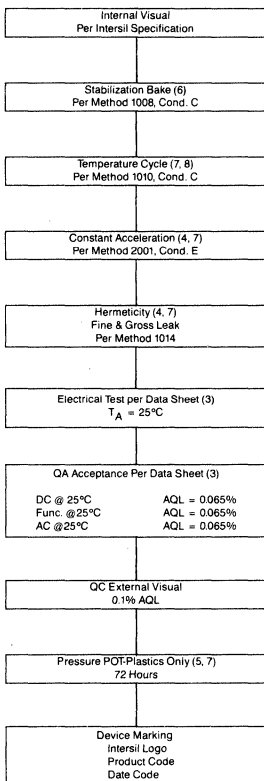 Internal Visual
Per Intersil Specification
Stabilization Bake (6)
Per Method 1008, Cond. C
Temperature Cycle (7, 8)
Per Method 1010, Cond. C
Constant Acceleration (4, 7)
Per Method 2001, Cond. E
Hermeticity (4, 7)
Fine & Gross Leak
Per Method 1014
Electrical Test per Data Sheet (3)
TA = 25°C
QA Acceptance Per Data Sheet (3)
DC @ 25°C AQL = 0.065%
Func. @25°C AQL = 0.065%
AC @25°C AQL = 0.065%
QC External Visual
0.1% AQL
Pressure POT-Plastics Only (5, 7)
72 Hours
Device Marking
Intersil Logo
Product Code
Date Code